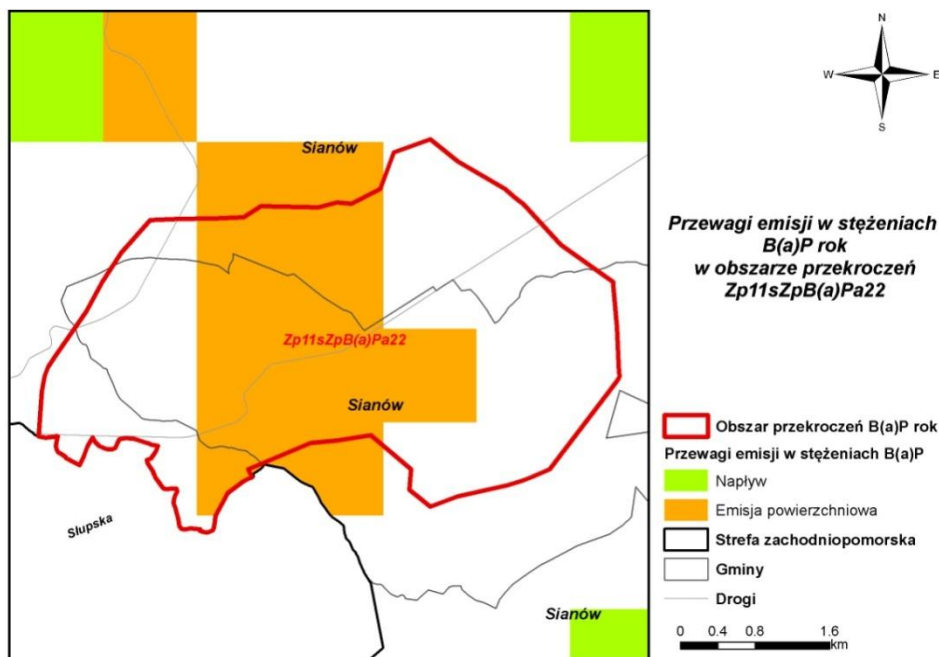 N
W E
S
Sianów
Zp11sZpB(a)Pa22
Sianów
Słupska
Sianów
Przewagi emisji w stężeniach
B(a)P rok
w obszarze przekroczeń
Zp11sZpB(a)Pa22
Obszar przekroczeń B(a)P rok
Przewagi emisji w stężeniach B(a)P
Napływ
Emisja powierzchniowa
Strefa zachodniopomorska
Gminy
Drogi
0 0.4 0.8 1.6
km